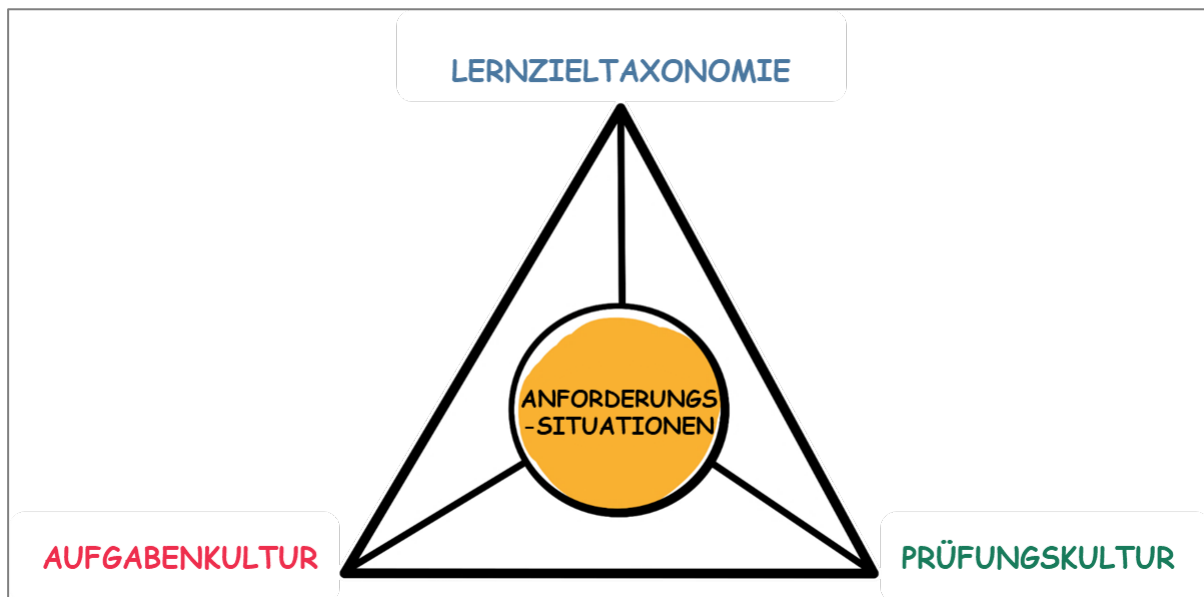 LERNZIELTAXONOMIE
ANFORDERUNGS
-SITUATIONEN
AUFGABENKULTUR
PRÜFUNGSKULTUR